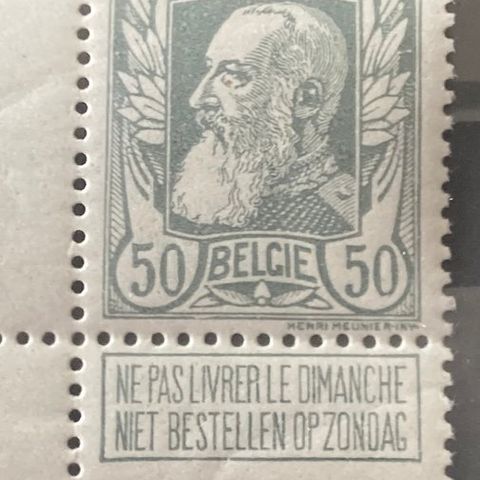 50 BELGIE 50
HENRI MEUNIER·INV.
NE PAS LIVRER LE DIMANCHE
NIET BESTELLEN OP ZONDAG